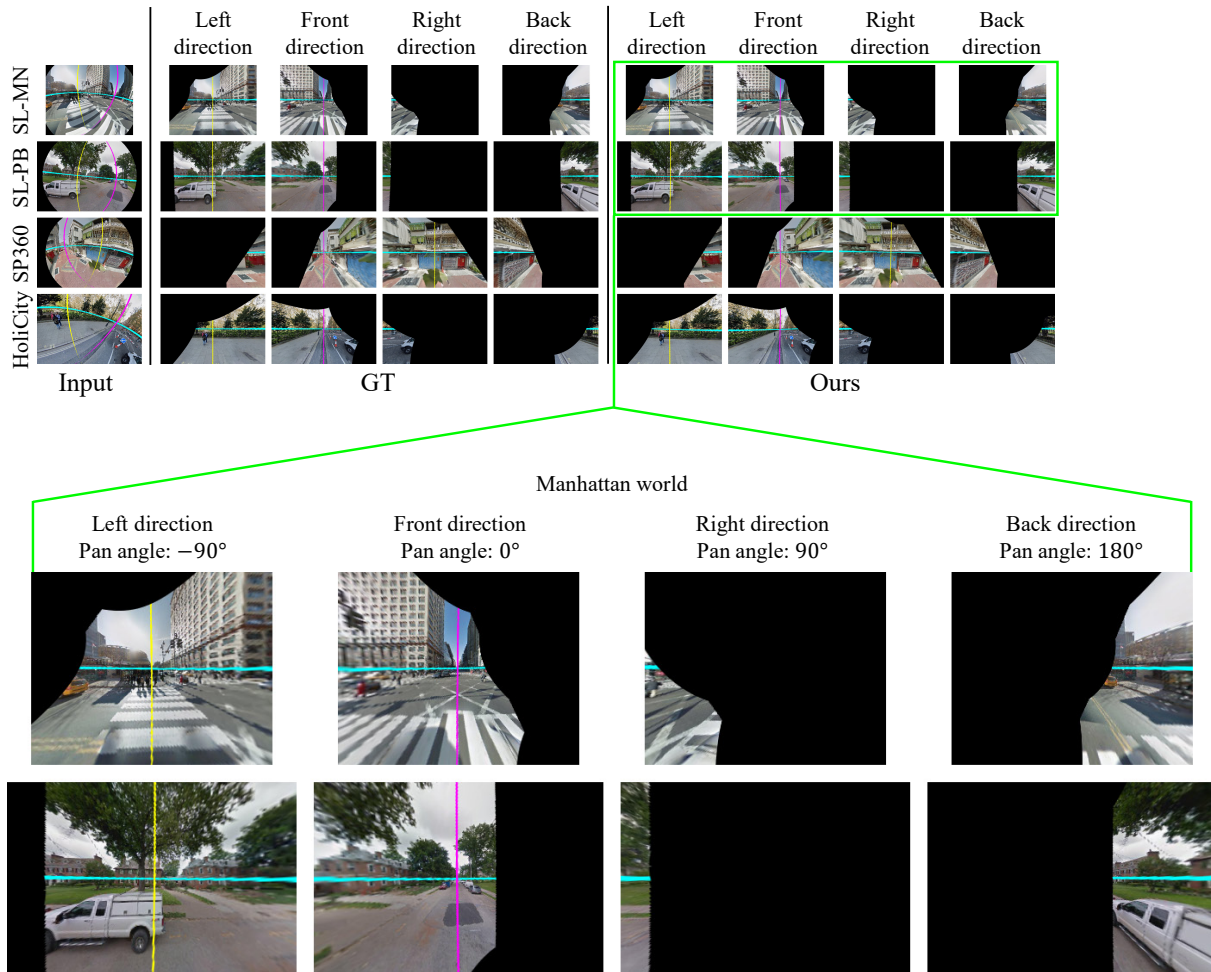 Left direction
Front direction
Right direction
Back direction
Left direction
Front direction
Right direction
Back direction
SL-MN
SL-PB
SP360
HoliCity
Input
GT
Ours
Manhattan world
Left direction
Pan angle: −90°
Front direction
Pan angle: 0°
Right direction
Pan angle: 90°
Back direction
Pan angle: 180°